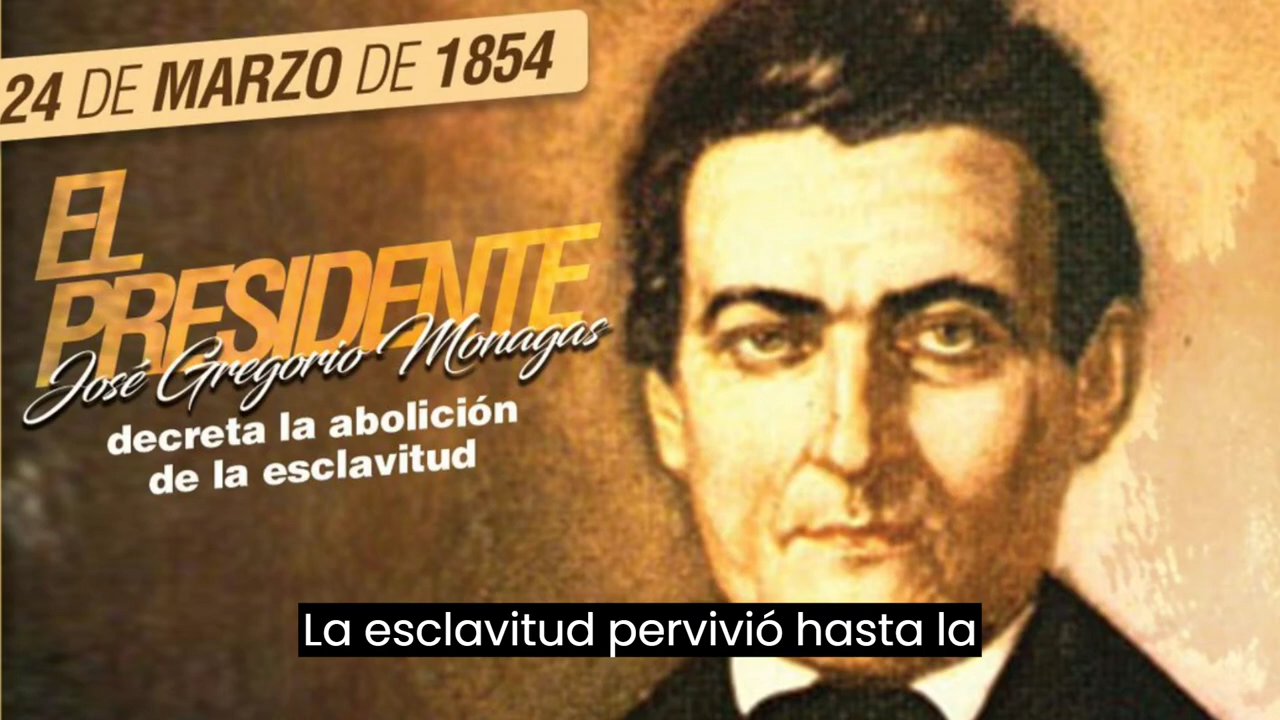 24 DE MARZO DE 1854
EL
PRESIDENTE
José Gregorio Monagas
decreta la abolición
de la esclavitud
La esclavitud pervivió hasta la